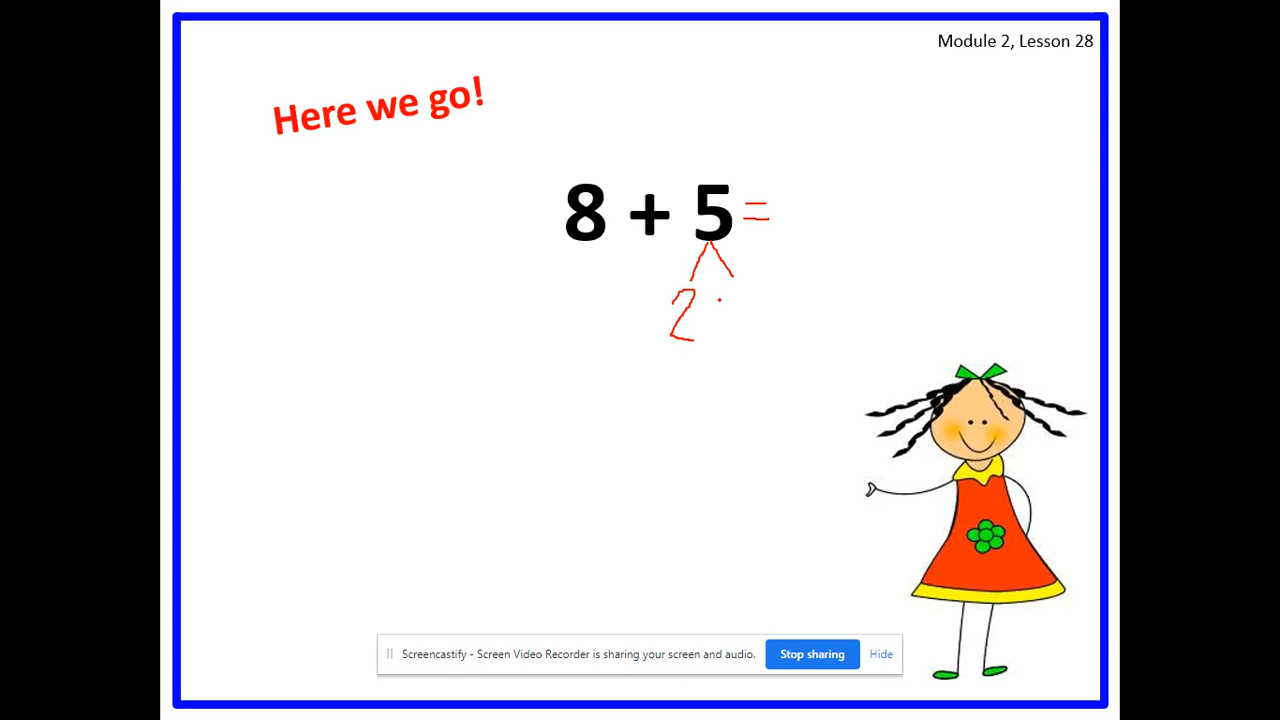 Module 2, Lesson 28
Here we go!
8 + 5 =
2
Screencastify - Screen Video Recorder is sharing your screen and audio. Stop sharing Hide